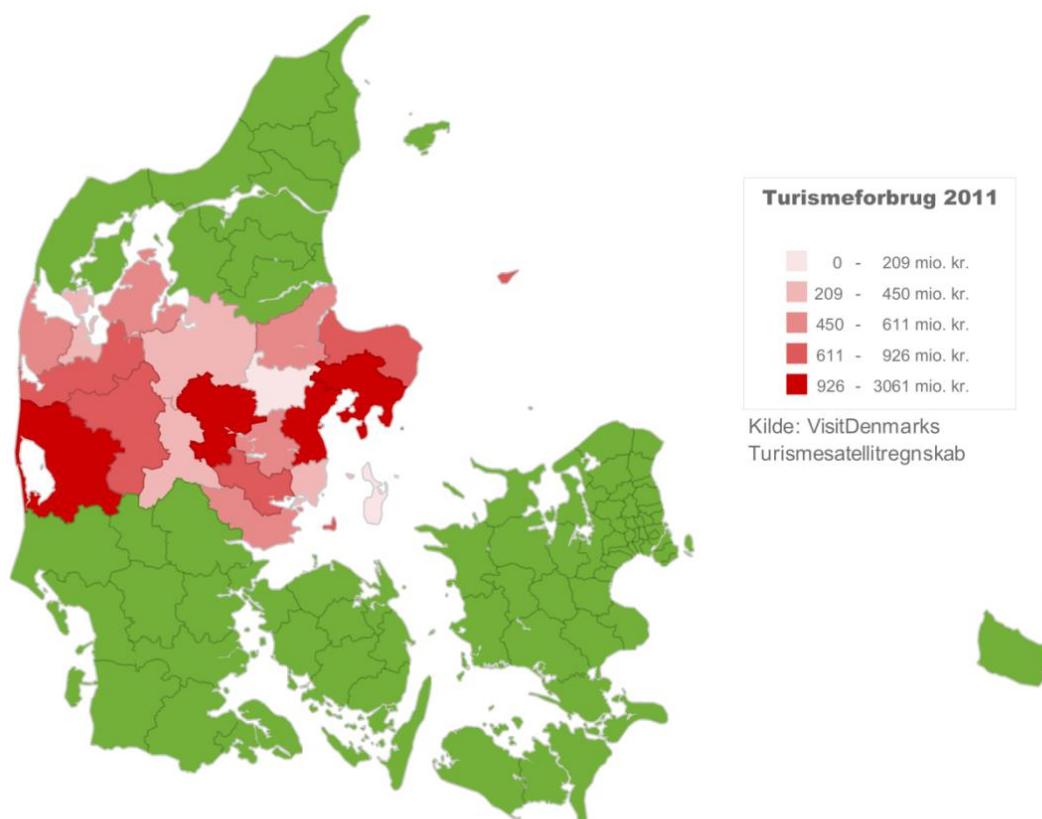 Turismeforbrug 2011
0 - 209 mio. kr.
209 - 450 mio. kr.
450 - 611 mio. kr.
611 - 926 mio. kr.
926 - 3061 mio. kr.
Kilde: VisitDenmarks
Turismesatellitregnskab